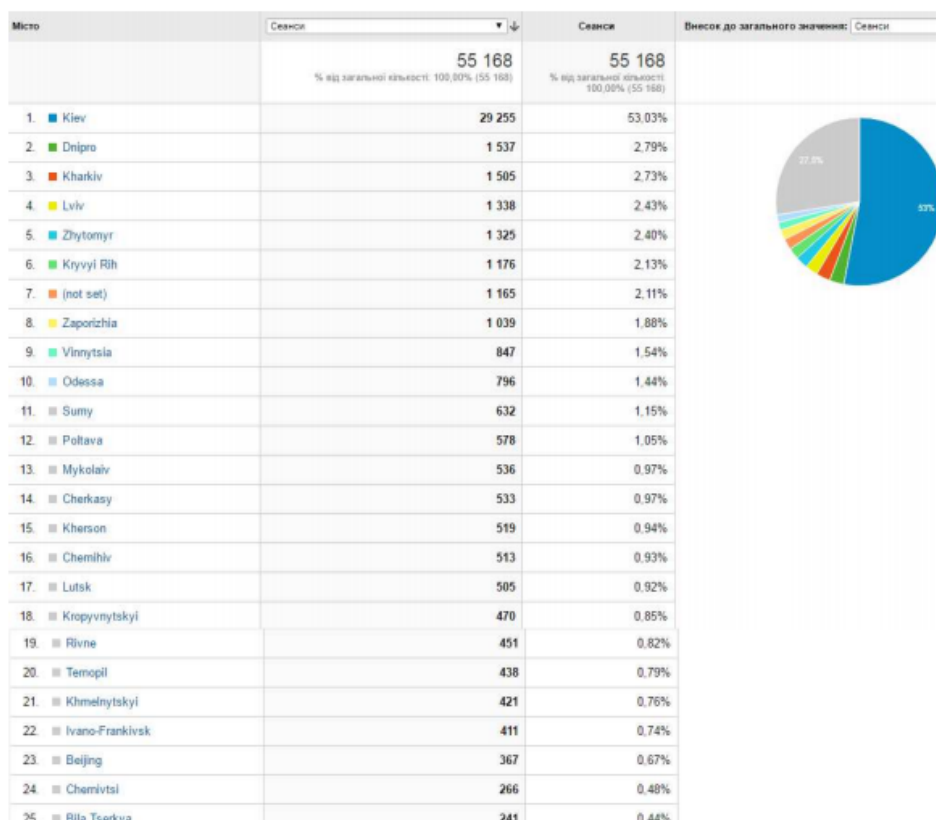 Місто Сеанси Сеанси Внесок до загального значення: Сеанси
55 168 55 168
% від загальної кількості: 100,00% (55 168) % від загальної кількості: 100,00% (55 168)
1. Kiev 29 255 53,03%
2. Dnipro 1 537 2,79%
3. Kharkiv 1 505 2,73%
4. Lviv 1 338 2,43%
5. Zhytomyr 1 325 2,40%
6. Kryvyi Rih 1 176 2,13%
7. (not set) 1 165 2,11%
8. Zaporizhia 1 039 1,88%
9. Vinnytsia 847 1,54%
10. Odessa 796 1,44%
11. Sumy 632 1,15%
12. Poltava 578 1,05%
13. Mykolaiv 536 0,97%
14. Cherkasy 533 0,97%
15. Kherson 519 0,94%
16. Chernihiv 513 0,93%
17. Lutsk 505 0,92%
18. Kropyvnytskyi 470 0,85%
19. Rivne 451 0,82%
20. Ternopil 438 0,79%
21. Khmelnytskyi 421 0,76%
22. Ivano-Frankivsk 411 0,74%
23. Beijing 367 0,67%
24. Chernivtsi 266 0,48%
25. Bila Tserkva 241 0,44%
53%